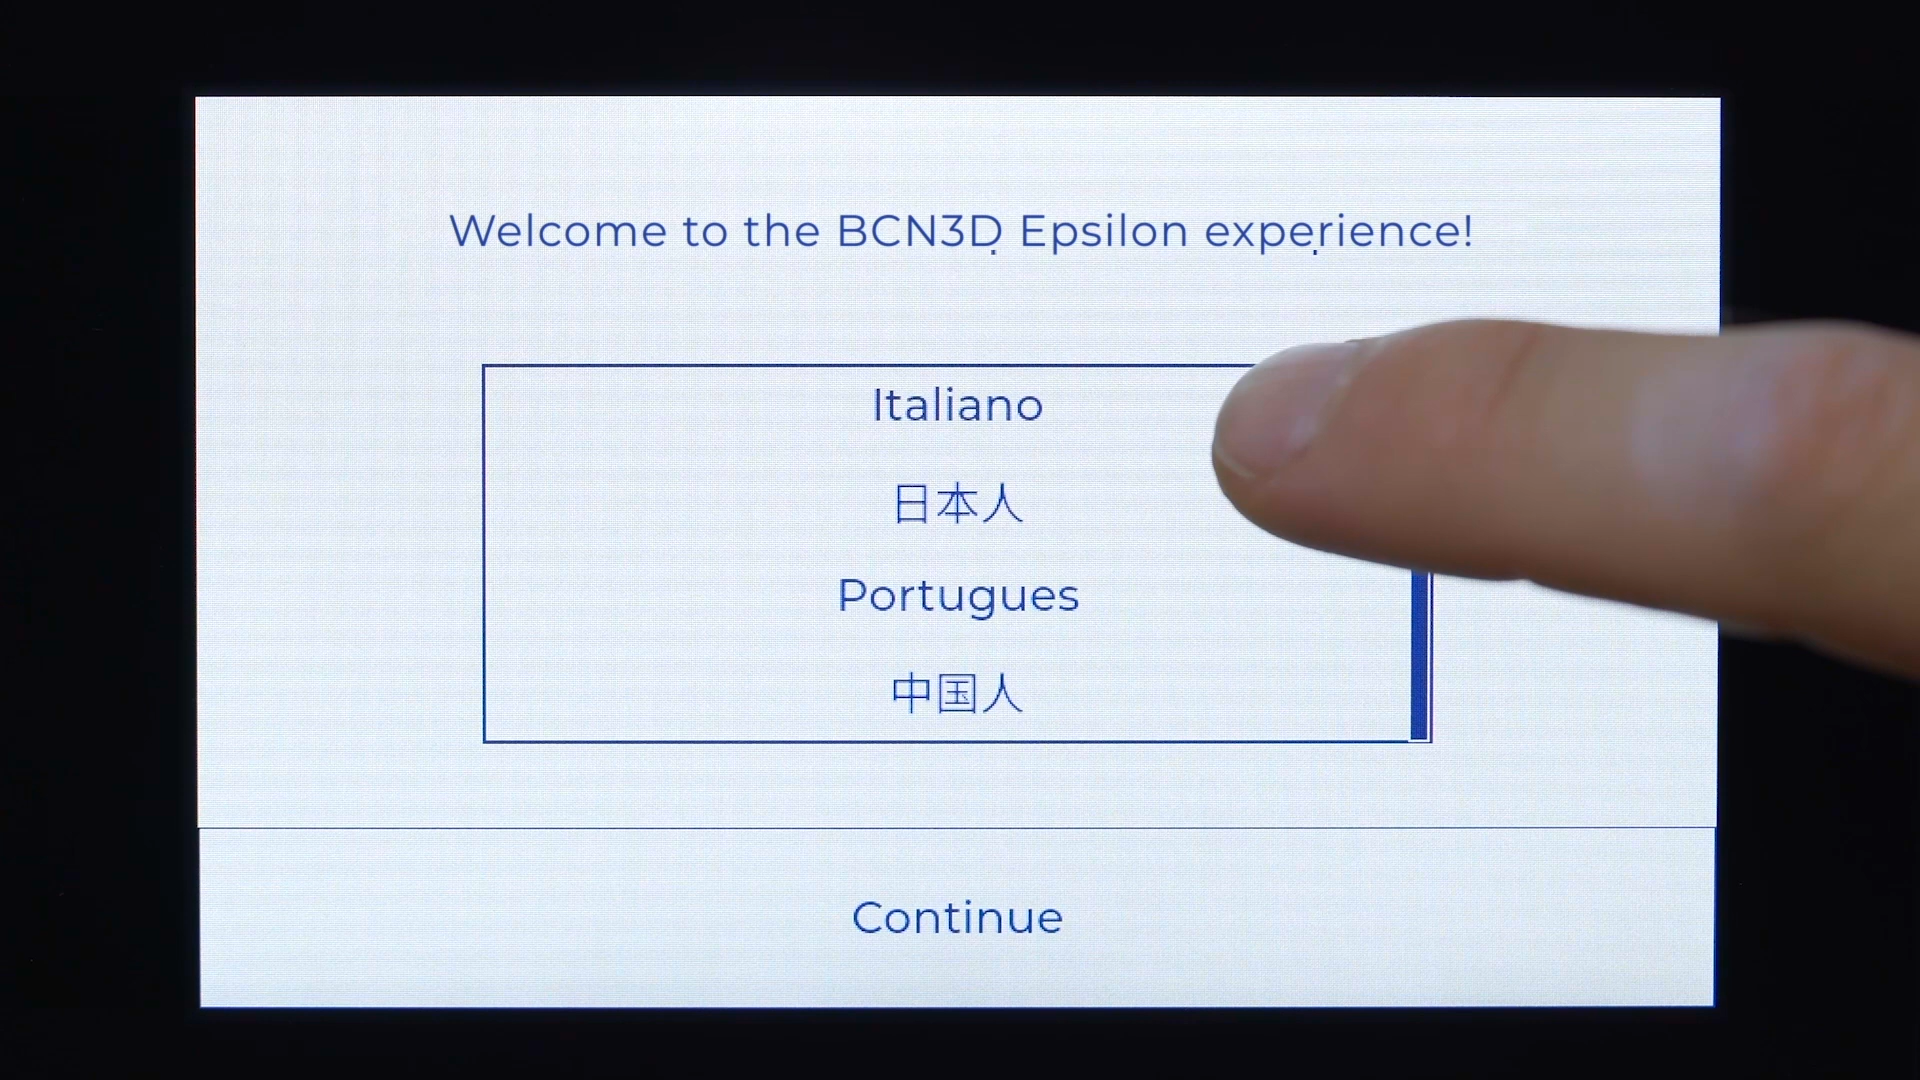 Welcome to the BCN3D Epsilon experience!
Italiano
日本人
Portugues
中国人
Continue